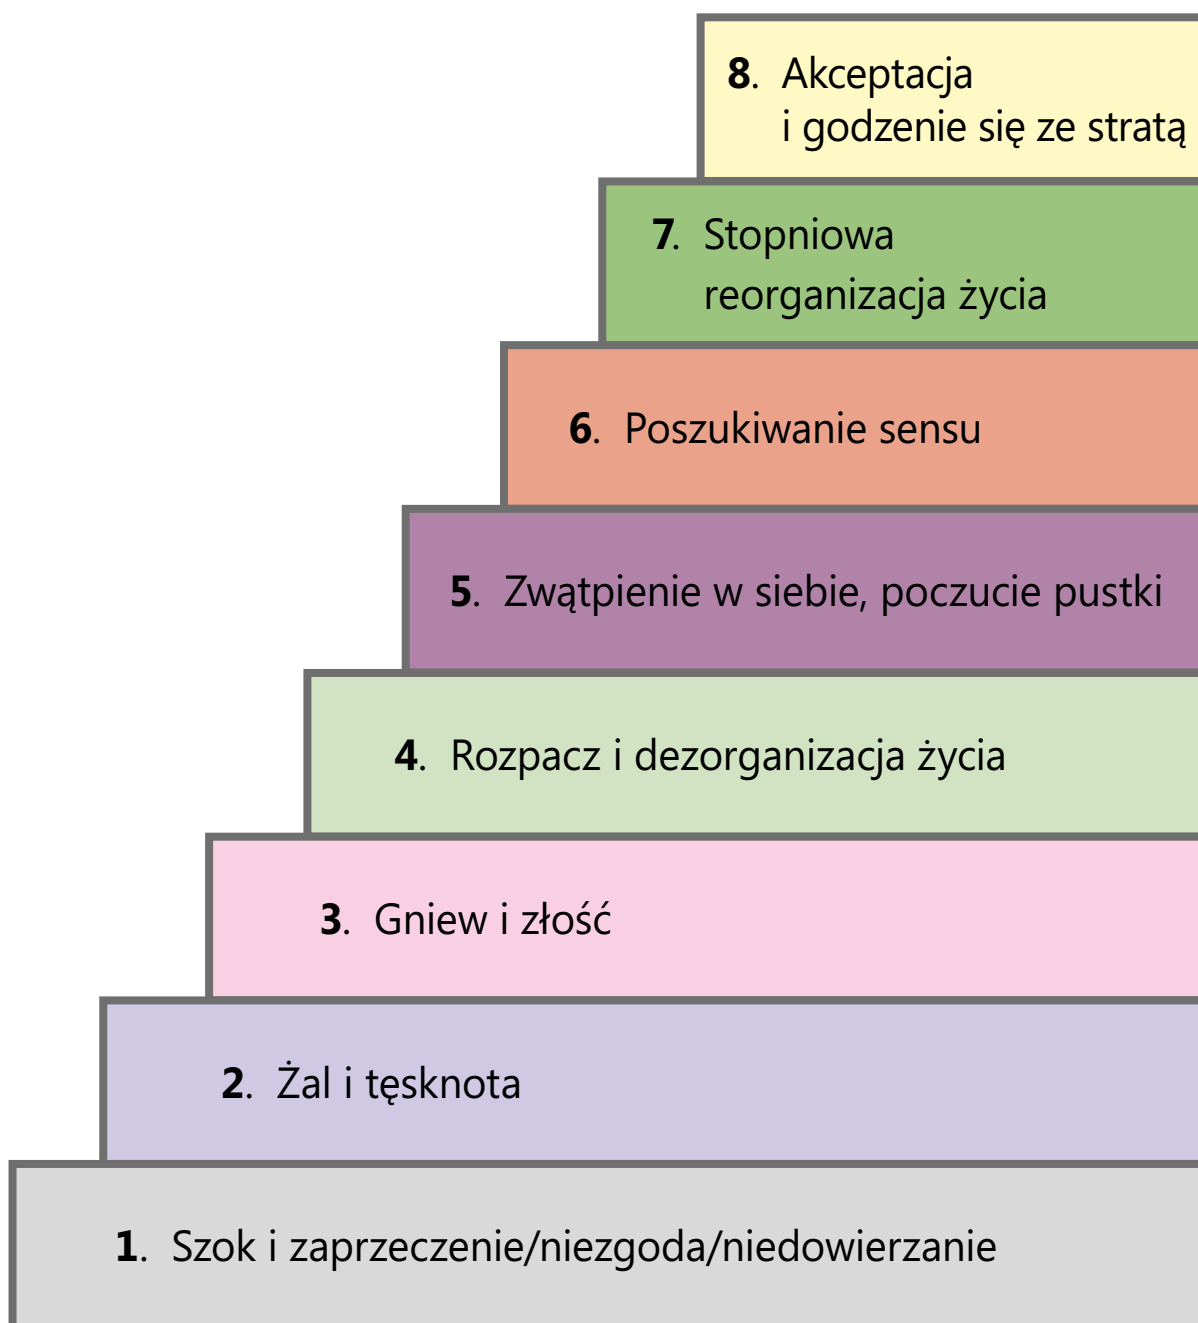 8. Akceptacja
i godzenie się ze stratą
7. Stopniowa
reorganizacja życia
6. Poszukiwanie sensu
5. Zwątpienie w siebie, poczucie pustki
4. Rozpacz i dezorganizacja życia
3. Gniew i złość
2. Żal i tęsknota
1. Szok i zaprzeczenie/niezgoda/niedowierzanie